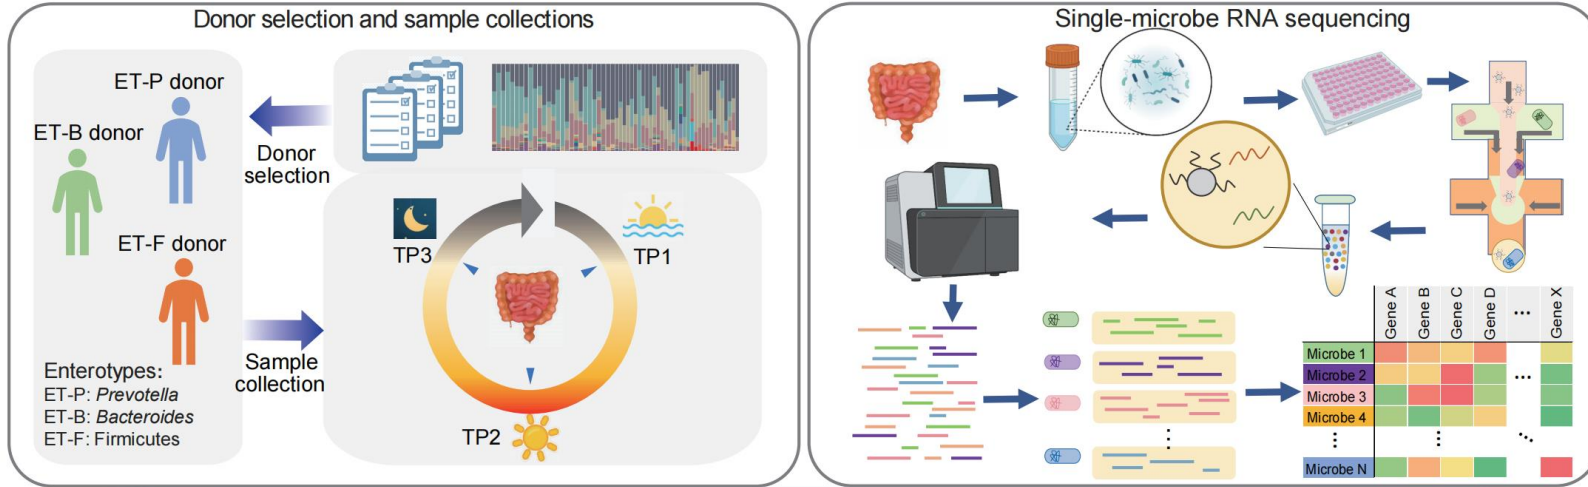 Donor selection and sample collections
ET-P donor
ET-B donor
Donor
selection
ET-F donor
TP3
TP1
Sample
collection
TP2
Enterotypes:
ET-P: Prevotella
ET-B: Bacteroides
ET-F: Firmicutes
Single-microbe RNA sequencing
Gene A
Gene B
Gene C
Gene D
...
Gene X
Microbe 1
Microbe 2
...
Microbe 3
Microbe 4
Microbe N